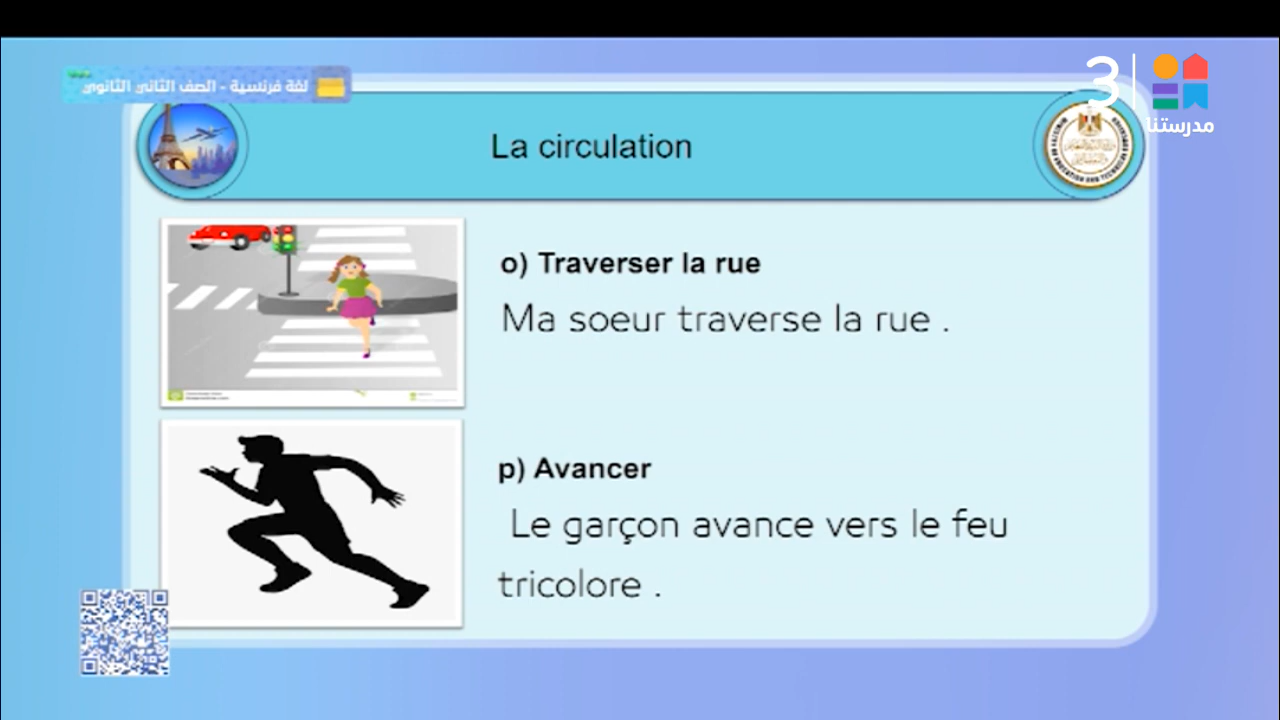 لغة فرنسية - الصف الثاني الثانوي
3
مدرستنا
La circulation
o) Traverser la rue
Ma soeur traverse la rue .
p) Avancer
Le garçon avance vers le feu
tricolore .